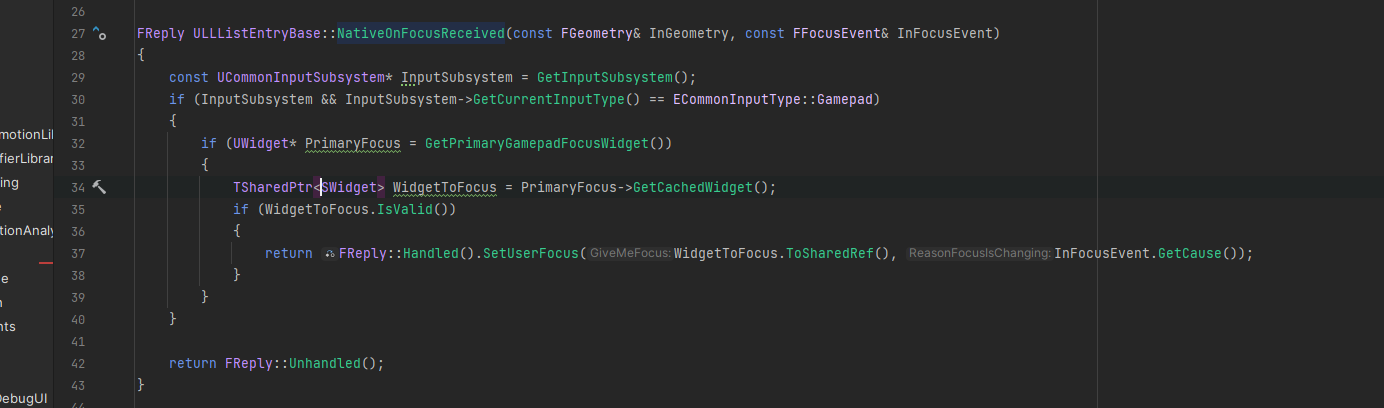 26
27 FReply ULLListEntryBase::NativeOnFocusReceived(const FGeometry& InGeometry, const FFocusEvent& InFocusEvent)
28 {
29 const UCommonInputSubsystem* InputSubsystem = GetInputSubsystem();
30 if (InputSubsystem && InputSubsystem->GetCurrentInputType() == ECommonInputType::Gamepad)
31 {
32 if (UWidget* PrimaryFocus = GetPrimaryGamepadFocusWidget())
33 {
34 TSharedPtr<SWidget> WidgetToFocus = PrimaryFocus->GetCachedWidget();
35 if (WidgetToFocus.IsValid())
36 {
37 return FReply::Handled().SetUserFocus( GiveMeFocus: WidgetToFocus.ToSharedRef(), ReasonFocusIsChanging: InFocusEvent.GetCause());
38 }
39 }
40 }
41
42 return FReply::Unhandled();
43 }
motionLib
fierLibrar
ing
e
tionAnaly
e
n
nts
DebugUI